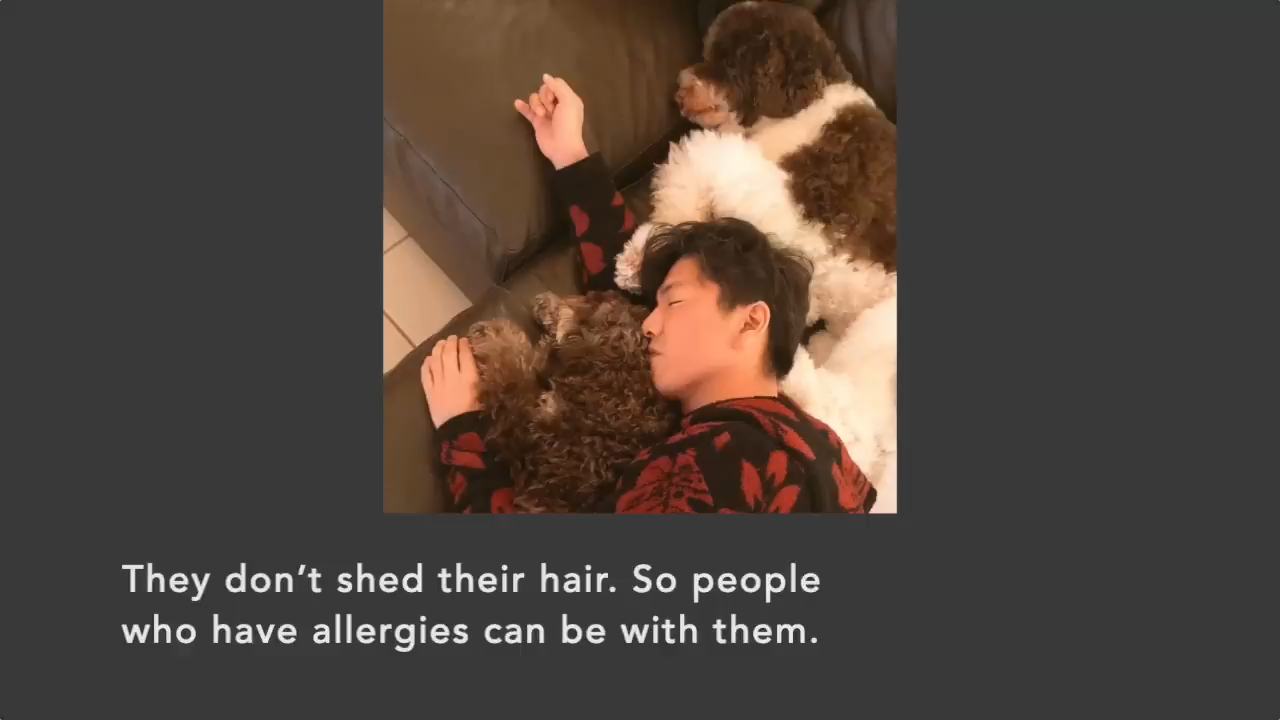 They don’t shed their hair. So people
who have allergies can be with them.